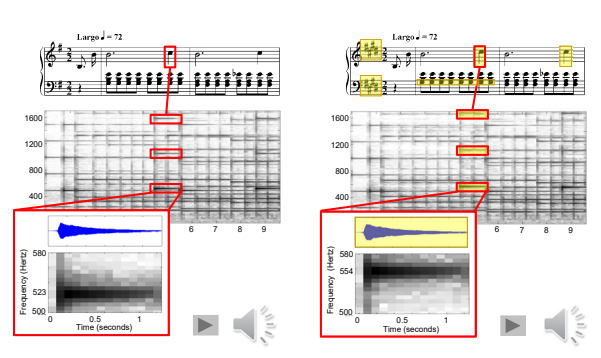 Largo ♩ = 72
1600
1200
800
400
6 7 8 9
580
523
500
Frequency (Hertz)
0 0.5 1
Time (seconds)
Largo ♩ = 72
1600
1200
800
400
6 7 8 9
580
554
500
Frequency (Hertz)
0 0.5 1
Time (seconds)